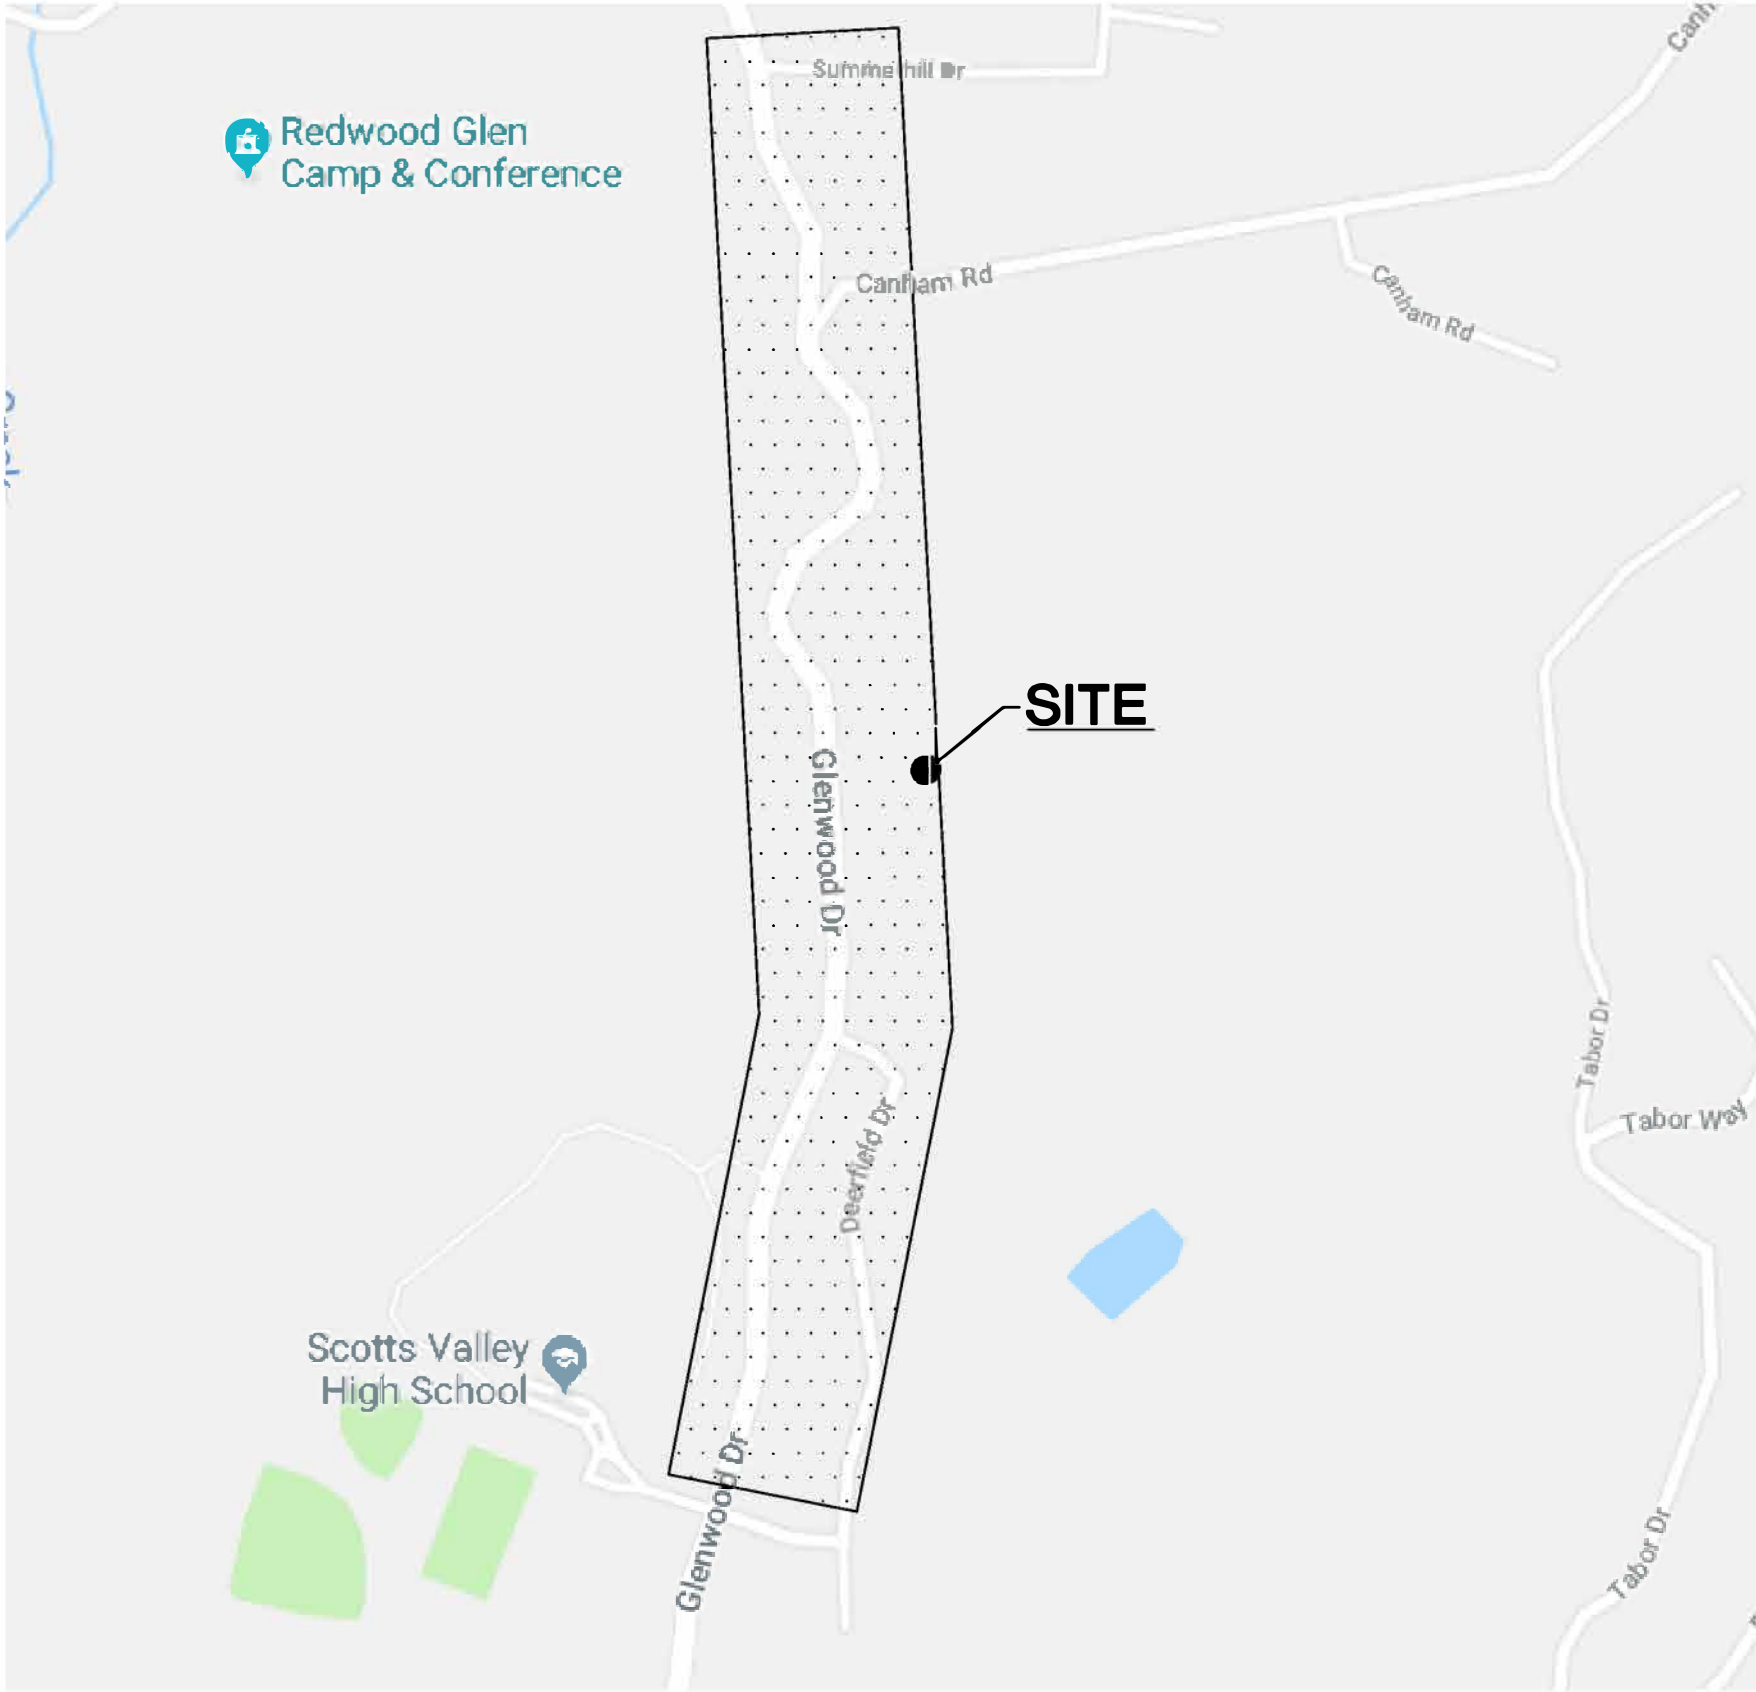 Canh
Summerhill Dr
Redwood Glen
Camp & Conference
Canham Rd
Canham Rd
SITE
Glenwood Dr
Tabor Dr
Deerfield Dr
Tabor Way
Scotts Valley
High School
Glenwood Dr
Tabor Dr